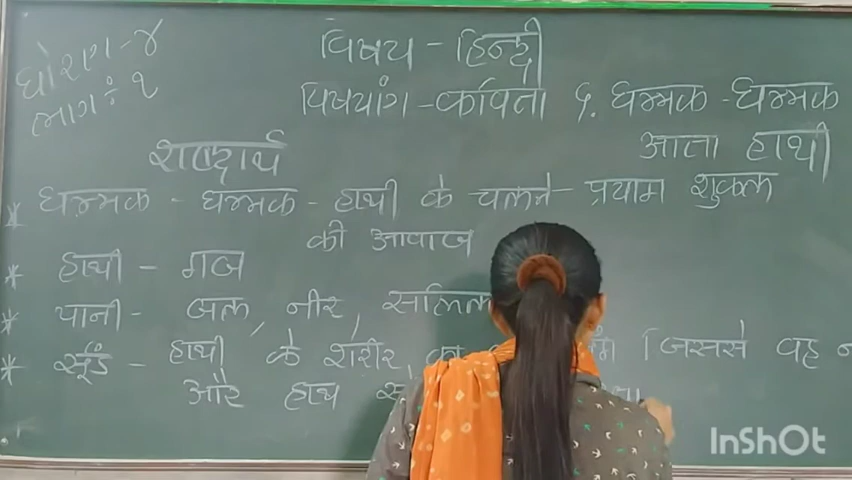 धोरण - ४
भाग : १
विषय - हिन्दी
विषयांग - कविता ६. धम्मक - धम्मक
आता हाथी
शब्दार्थ
प्रयाम शुक्ल
* धम्मक - धम्मक - हाथी के चलने
की आवाज
* हाथी - गज
* पानी - जल, नीर, सलिल
* सूंड - हाथी के शरीर का जिससे वह
और हाथ
InShOt